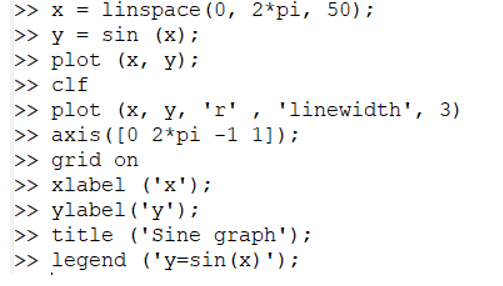 >> x = linspace(0, 2*pi, 50);
>> y = sin (x);
>> plot (x, y);
>> clf
>> plot (x, y, 'r' , 'linewidth', 3)
>> axis([0 2*pi -1 1]);
>> grid on
>> xlabel ('x');
>> ylabel('y');
>> title ('Sine graph');
>> legend ('y=sin(x)');